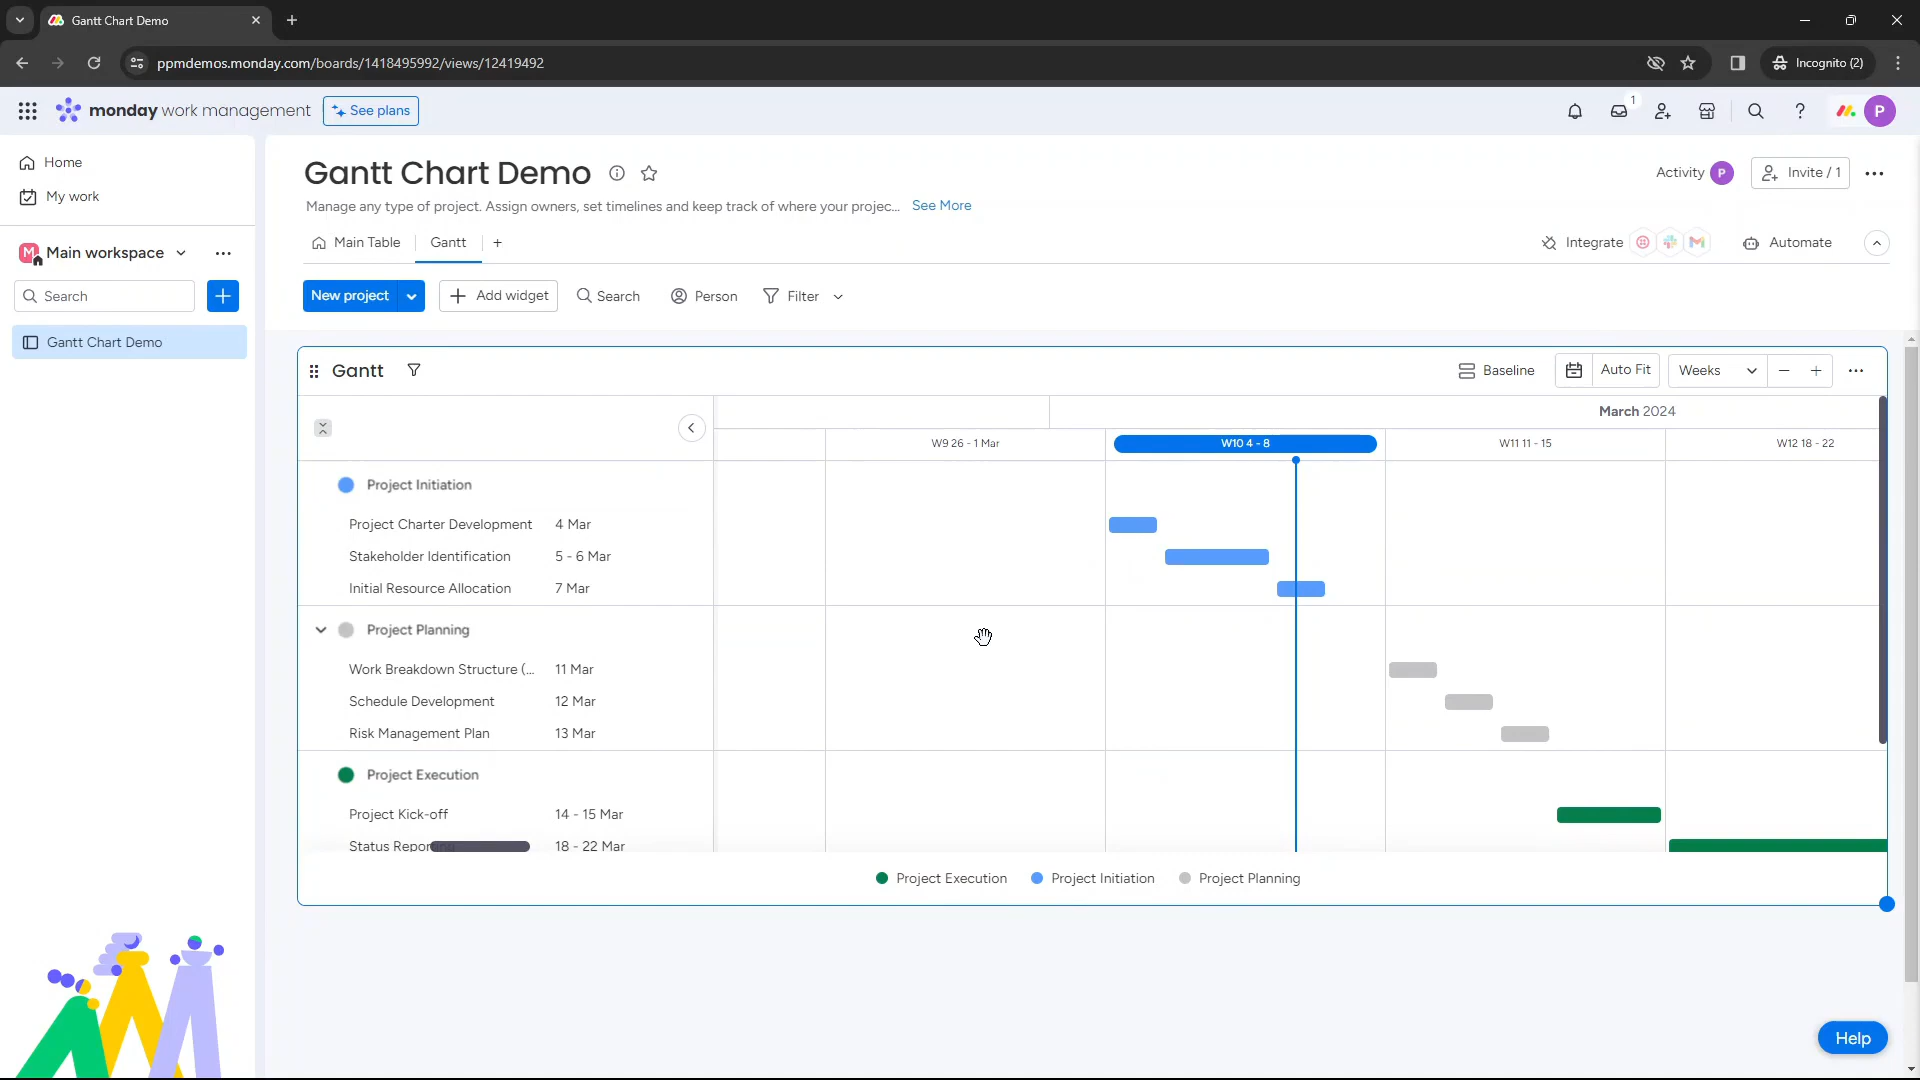 Gantt Chart Demo
ppmdemos.monday.com/boards/1418495992/views/12419492
Incognito (2)
monday work management
See plans
1
P
Home
My work
M Main workspace
Search
Gantt Chart Demo
Gantt Chart Demo
Activity P
Invite / 1
Manage any type of project. Assign owners, set timelines and keep track of where your projec... See More
Main Table
Gantt
Integrate
Automate
New project
Add widget
Search
Person
Filter
Gantt
Baseline
Auto Fit
Weeks
March 2024
W9 26 - 1 Mar
W10 4 - 8
W11 11 - 15
W12 18 - 22
Project Initiation
Project Charter Development 4 Mar
Stakeholder Identification 5 - 6 Mar
Initial Resource Allocation 7 Mar
Project Planning
Work Breakdown Structure (... 11 Mar
Schedule Development 12 Mar
Risk Management Plan 13 Mar
Project Execution
Project Kick-off 14 - 15 Mar
Status 18 - 22 Mar
Project Execution
Project Initiation
Project Planning
Help